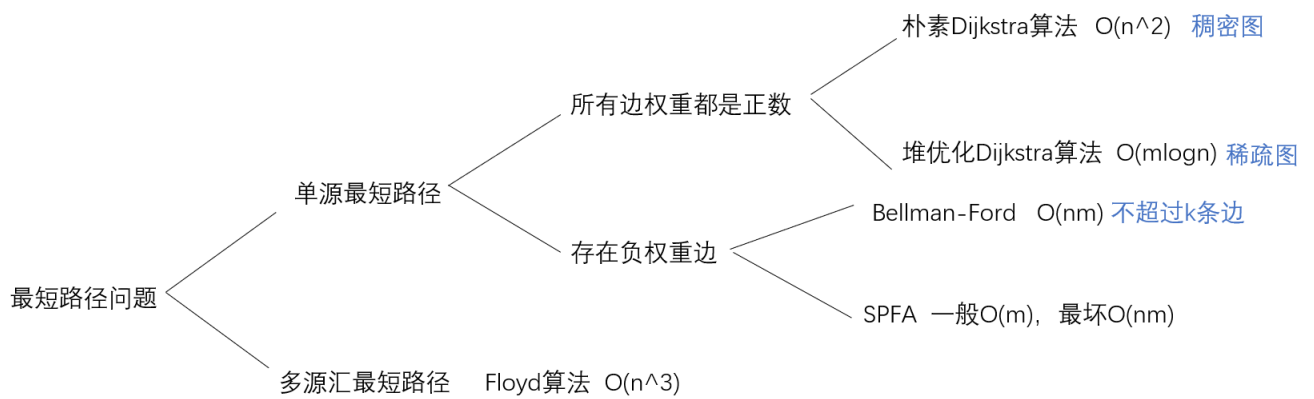 朴素Dijkstra算法 O(n^2) 稠密图
所有边权重都是正数
堆优化Dijkstra算法 O(mlogn) 稀疏图
单源最短路径
Bellman-Ford O(nm) 不超过k条边
存在负权重边
最短路径问题
SPFA 一般O(m)，最坏O(nm)
多源汇最短路径 Floyd算法 O(n^3)